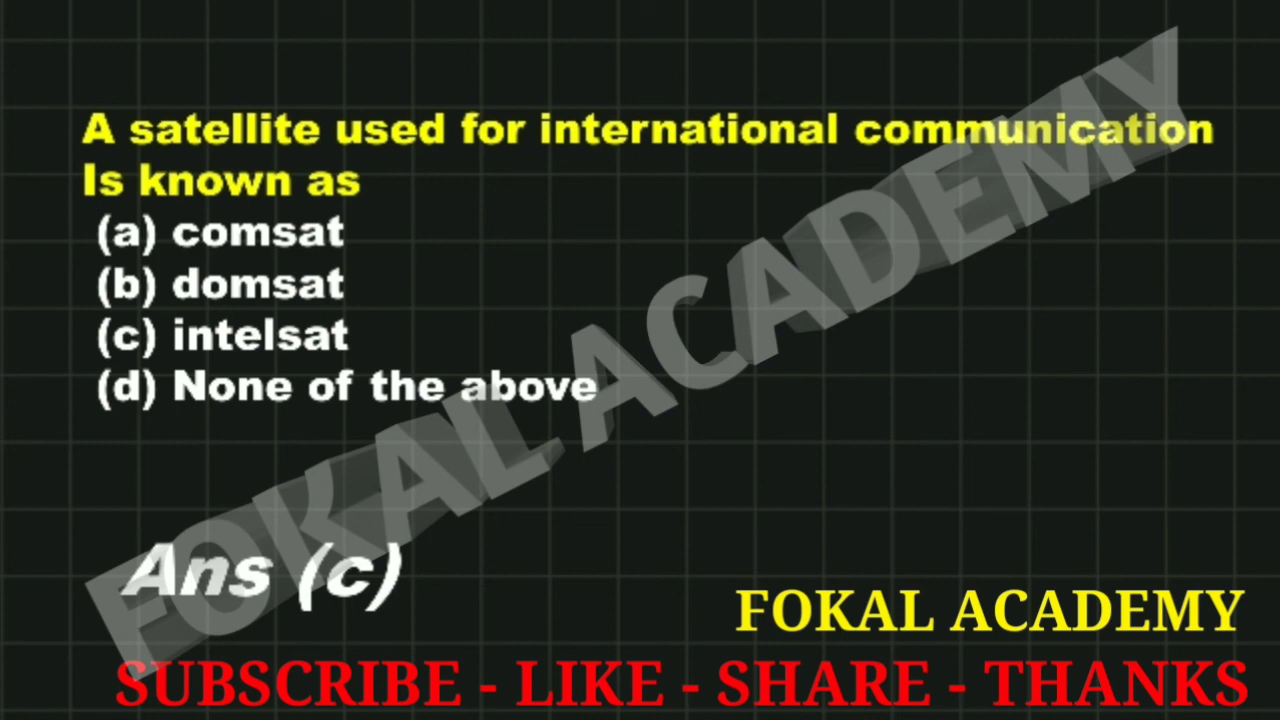 A satellite used for international communication
Is known as
(a) comsat
(b) domsat
(c) intelsat
(d) None of the above
FOKAL ACADEMY
Ans (c)
FOKAL ACADEMY
SUBSCRIBE - LIKE - SHARE - THANKS